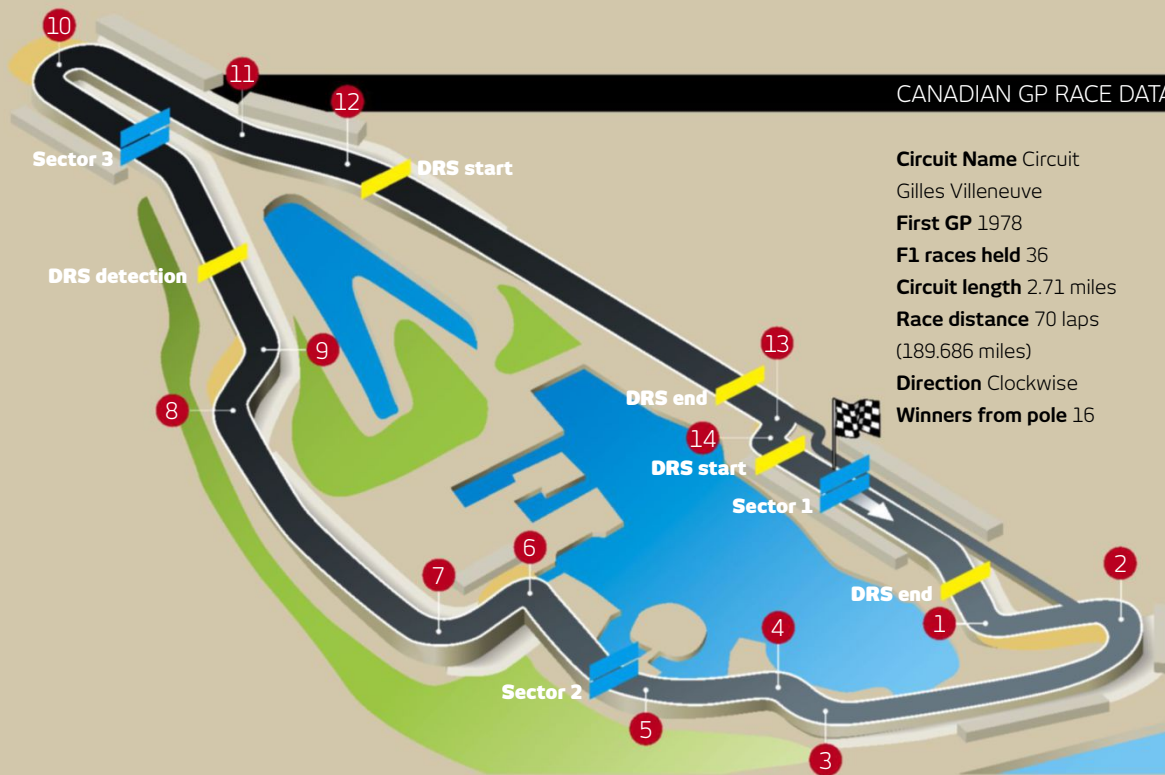 10
11
12
CANADIAN GP RACE DATA
Sector 3
DRS start
Circuit Name Circuit
Gilles Villeneuve
First GP 1978
F1 races held 36
Circuit length 2.71 miles
Race distance 70 laps
(189.686 miles)
Direction Clockwise
Winners from pole 16
DRS detection
9
13
8
DRS end
14
DRS start
Sector 1
6
7
2
DRS end
1
4
Sector 2
5
3